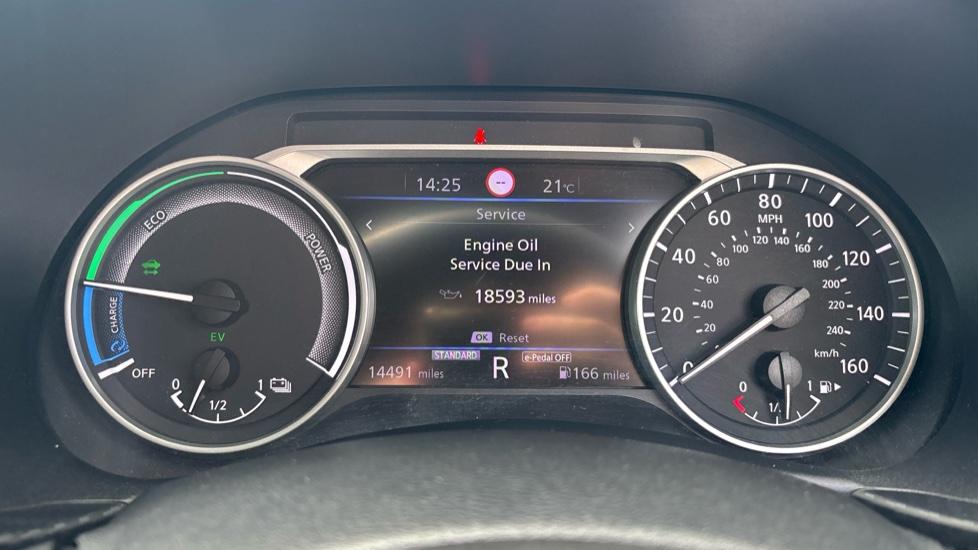 14:25 -- 21°C
Service
Engine Oil
Service Due In
18593 miles
OK Reset
STANDARD e-Pedal OFF
14491 miles R 166 miles
ECO
POWER
CHARGE
OFF
EV
0 1/2 1
0 20 40 60 80 100 120 140 160
MPH
20 40 60 80 100 120 140 160 180 200 220 240
km/h
0 1/ 1